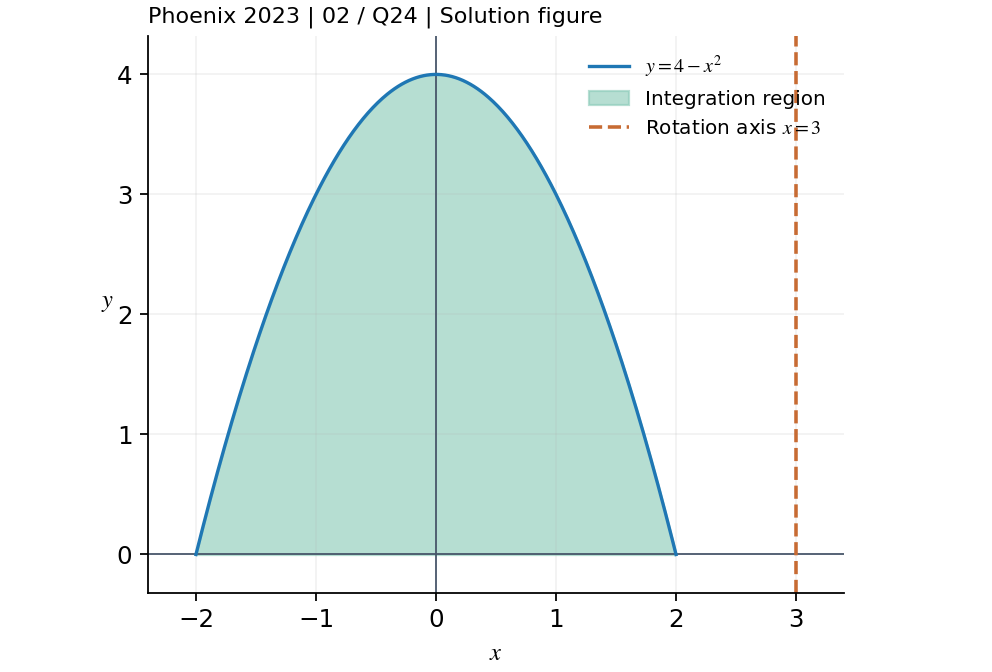 Phoenix 2023 | 02 / Q24 | Solution figure
y = 4 − x²
Integration region
Rotation axis x = 3
4
3
y
2
1
0
−2 −1 0 1 2 3
x